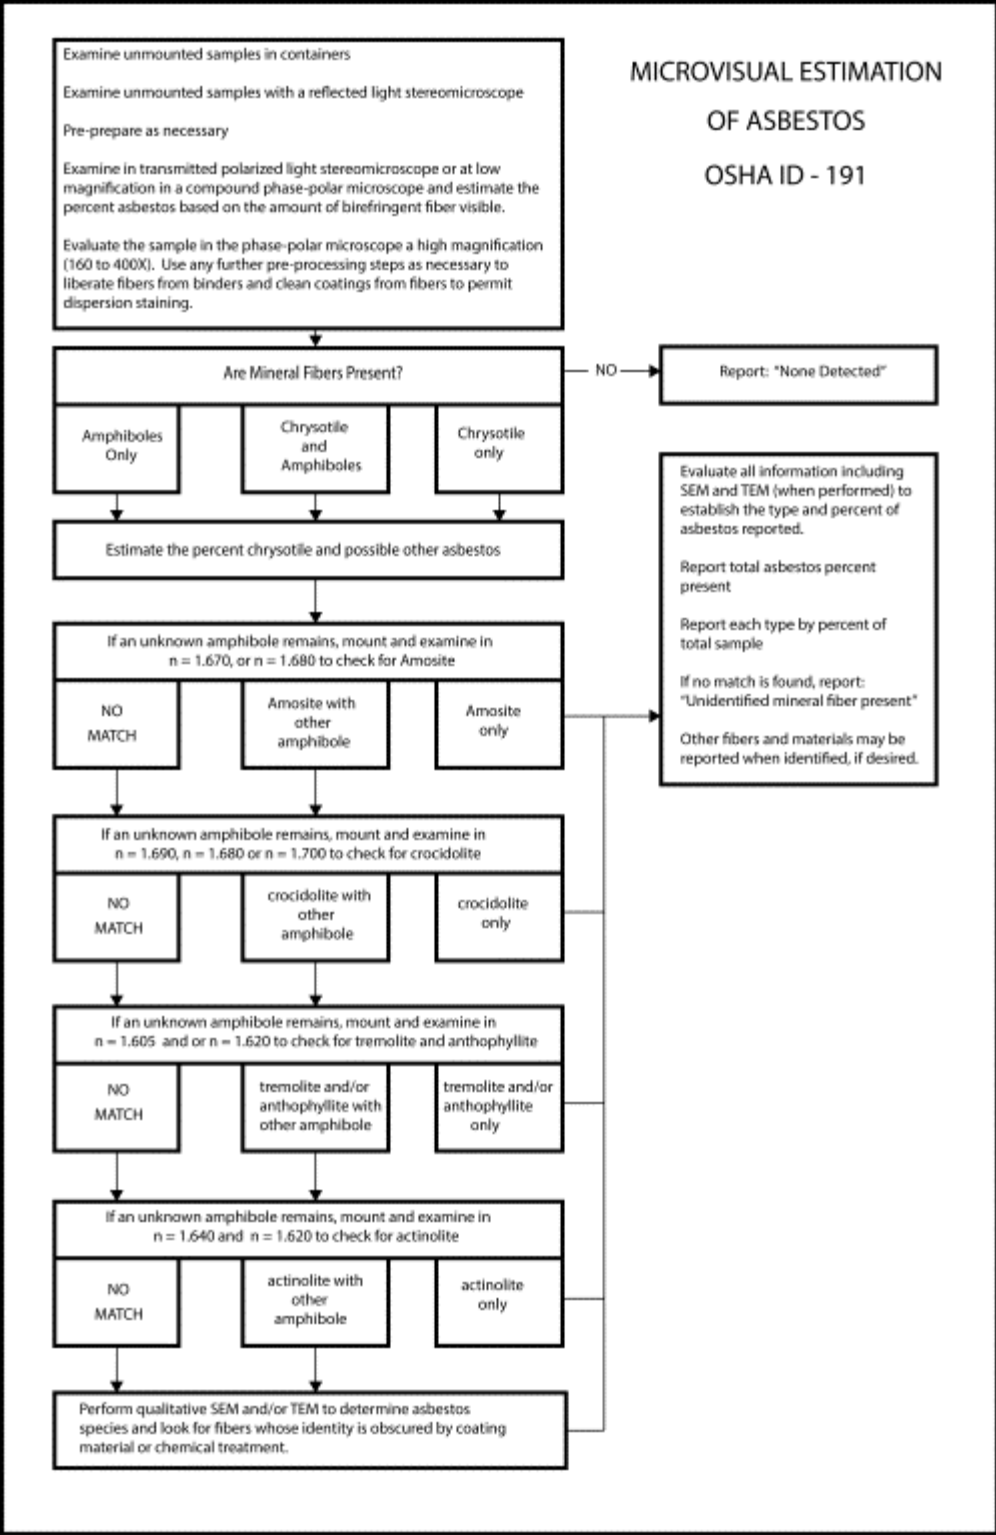 Examine unmounted samples in containers
Examine unmounted samples with a reflected light stereomicroscope
Pre-prepare as necessary
Examine in transmitted polarized light stereomicroscope or at low
magnification in a compound phase-polar microscope and estimate the
percent asbestos based on the amount of birefringent fiber visible.
Evaluate the sample in the phase-polar microscope a high magnification
(160 to 400X). Use any further pre-processing steps as necessary to
liberate fibers from binders and clean coatings from fibers to permit
dispersion staining.
MICROVISUAL ESTIMATION
OF ASBESTOS
OSHA ID - 191
Are Mineral Fibers Present?
NO
Report: "None Detected"
Amphiboles
Only
Chrysotile
and
Amphiboles
Chrysotile
only
Estimate the percent chrysotile and possible other asbestos
Evaluate all information including
SEM and TEM (when performed) to
establish the type and percent of
asbestos reported.
Report total asbestos percent
present
Report each type by percent of
total sample
If no match is found, report:
"Unidentified mineral fiber present"
Other fibers and materials may be
reported when identified, if desired.
If an unknown amphibole remains, mount and examine in
n = 1.670, or n = 1.680 to check for Amosite
NO
MATCH
Amosite with
other
amphibole
Amosite
only
If an unknown amphibole remains, mount and examine in
n = 1.690, n = 1.680 or n = 1.700 to check for crocidolite
NO
MATCH
crocidolite with
other
amphibole
crocidolite
only
If an unknown amphibole remains, mount and examine in
n = 1.605 and or n = 1.620 to check for tremolite and anthophyllite
NO
MATCH
tremolite and/or
anthophyllite with
other amphibole
tremolite and/or
anthophyllite
only
If an unknown amphibole remains, mount and examine in
n = 1.640 and n = 1.620 to check for actinolite
NO
MATCH
actinolite with
other
amphibole
actinolite
only
Perform qualitative SEM and/or TEM to determine asbestos
species and look for fibers whose identity is obscured by coating
material or chemical treatment.